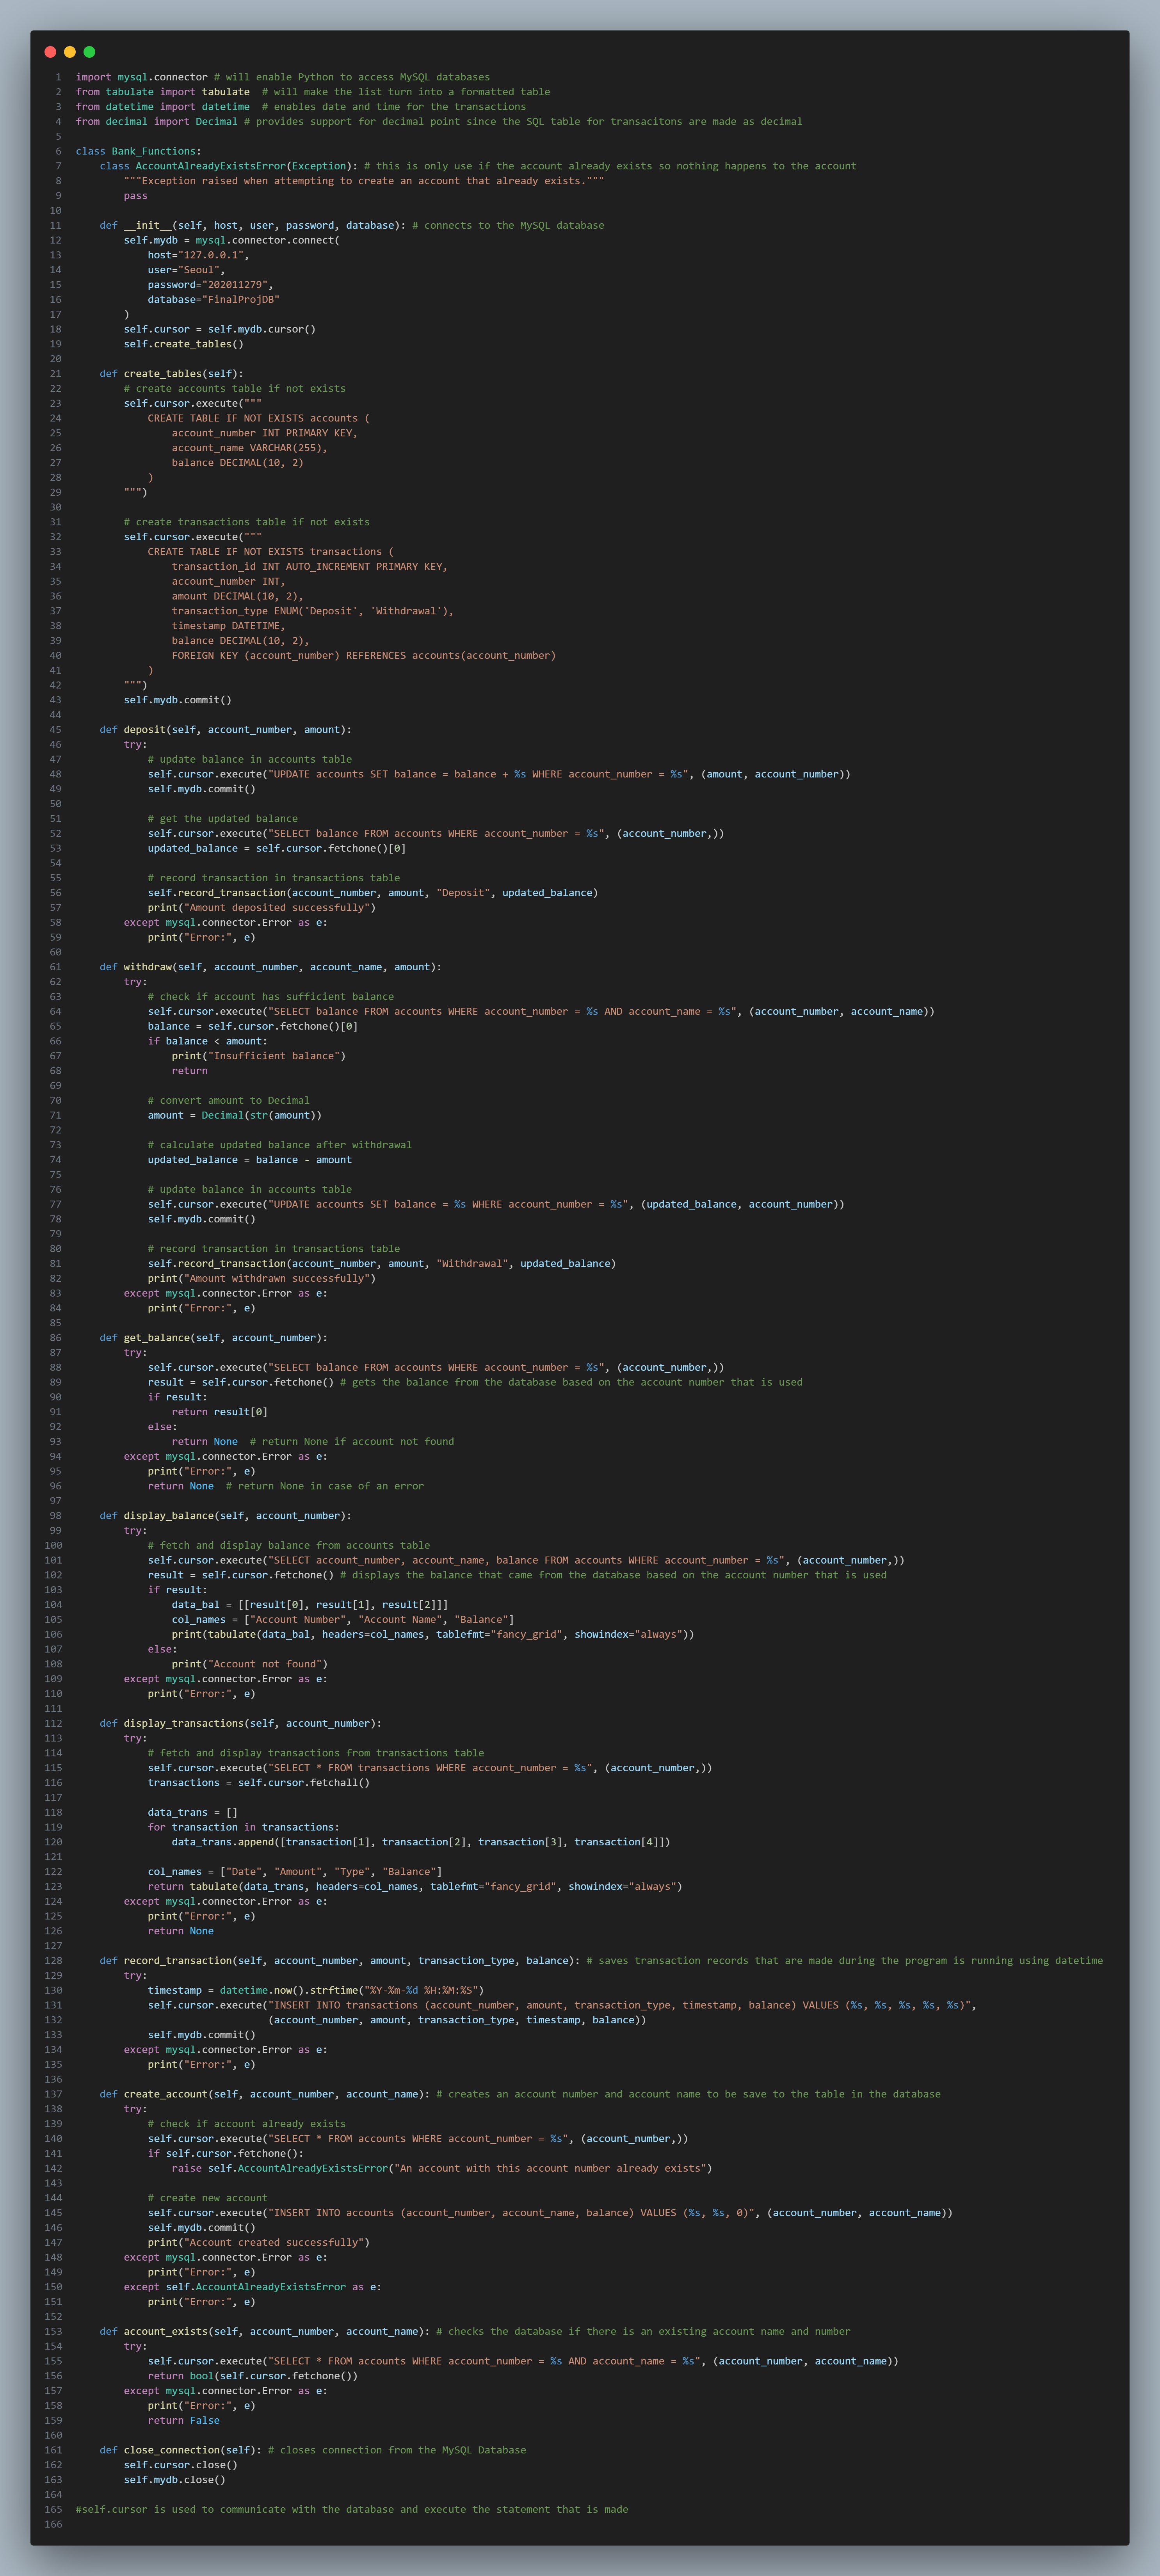 1 import mysql.connector # will enable Python to access MySQL databases
2 from tabulate import tabulate  # will make the list turn into a formatted table
3 from datetime import datetime  # enables date and time for the transactions
4 from decimal import Decimal # provides support for decimal point since the SQL table for transacitons are made as decimal
5
6 class Bank_Functions:
7     class AccountAlreadyExistsError(Exception): # this is only use if the account already exists so nothing happens to the account
8         """Exception raised when attempting to create an account that already exists."""
9         pass
10
11     def __init__(self, host, user, password, database): # connects to the MySQL database
12         self.mydb = mysql.connector.connect(
13             host="127.0.0.1",
14             user="Seoul",
15             password="202011279",
16             database="FinalProjDB"
17         )
18         self.cursor = self.mydb.cursor()
19         self.create_tables()
20
21     def create_tables(self):
22         # create accounts table if not exists
23         self.cursor.execute("""
24             CREATE TABLE IF NOT EXISTS accounts (
25                 account_number INT PRIMARY KEY,
26                 account_name VARCHAR(255),
27                 balance DECIMAL(10, 2)
28             )
29         """)
30
31         # create transactions table if not exists
32         self.cursor.execute("""
33             CREATE TABLE IF NOT EXISTS transactions (
34                 transaction_id INT AUTO_INCREMENT PRIMARY KEY,
35                 account_number INT,
36                 amount DECIMAL(10, 2),
37                 transaction_type ENUM('Deposit', 'Withdrawal'),
38                 timestamp DATETIME,
39                 balance DECIMAL(10, 2),
40                 FOREIGN KEY (account_number) REFERENCES accounts(account_number)
41             )
42         """)
43         self.mydb.commit()
44
45     def deposit(self, account_number, amount):
46         try:
47             # update balance in accounts table
48             self.cursor.execute("UPDATE accounts SET balance = balance + %s WHERE account_number = %s", (amount, account_number))
49             self.mydb.commit()
50
51             # get the updated balance
52             self.cursor.execute("SELECT balance FROM accounts WHERE account_number = %s", (account_number,))
53             updated_balance = self.cursor.fetchone()[0]
54
55             # record transaction in transactions table
56             self.record_transaction(account_number, amount, "Deposit", updated_balance)
57             print("Amount deposited successfully")
58         except mysql.connector.Error as e:
59             print("Error:", e)
60
61     def withdraw(self, account_number, account_name, amount):
62         try:
63             # check if account has sufficient balance
64             self.cursor.execute("SELECT balance FROM accounts WHERE account_number = %s AND account_name = %s", (account_number, account_name))
65             balance = self.cursor.fetchone()[0]
66             if balance < amount:
67                 print("Insufficient balance")
68                 return
69
70             # convert amount to Decimal
71             amount = Decimal(str(amount))
72
73             # calculate updated balance after withdrawal
74             updated_balance = balance - amount
75
76             # update balance in accounts table
77             self.cursor.execute("UPDATE accounts SET balance = %s WHERE account_number = %s", (updated_balance, account_number))
78             self.mydb.commit()
79
80             # record transaction in transactions table
81             self.record_transaction(account_number, amount, "Withdrawal", updated_balance)
82             print("Amount withdrawn successfully")
83         except mysql.connector.Error as e:
84             print("Error:", e)
85
86     def get_balance(self, account_number):
87         try:
88             self.cursor.execute("SELECT balance FROM accounts WHERE account_number = %s", (account_number,))
89             result = self.cursor.fetchone() # gets the balance from the database based on the account number that is used
90             if result:
91                 return result[0]
92             else:
93                 return None  # return None if account not found
94         except mysql.connector.Error as e:
95             print("Error:", e)
96             return None  # return None in case of an error
97
98     def display_balance(self, account_number):
99         try:
100             # fetch and display balance from accounts table
101             self.cursor.execute("SELECT account_number, account_name, balance FROM accounts WHERE account_number = %s", (account_number,))
102             result = self.cursor.fetchone() # displays the balance that came from the database based on the account number that is used
103             if result:
104                 data_bal = [[result[0], result[1], result[2]]]
105                 col_names = ["Account Number", "Account Name", "Balance"]
106                 print(tabulate(data_bal, headers=col_names, tablefmt="fancy_grid", showindex="always"))
107             else:
108                 print("Account not found")
109         except mysql.connector.Error as e:
110             print("Error:", e)
111
112     def display_transactions(self, account_number):
113         try:
114             # fetch and display transactions from transactions table
115             self.cursor.execute("SELECT * FROM transactions WHERE account_number = %s", (account_number,))
116             transactions = self.cursor.fetchall()
117
118             data_trans = []
119             for transaction in transactions:
120                 data_trans.append([transaction[1], transaction[2], transaction[3], transaction[4]])
121
122             col_names = ["Date", "Amount", "Type", "Balance"]
123             return tabulate(data_trans, headers=col_names, tablefmt="fancy_grid", showindex="always")
124         except mysql.connector.Error as e:
125             print("Error:", e)
126             return None
127
128     def record_transaction(self, account_number, amount, transaction_type, balance): # saves transaction records that are made during the program is running using datetime
129         try:
130             timestamp = datetime.now().strftime("%Y-%m-%d %H:%M:%S")
131             self.cursor.execute("INSERT INTO transactions (account_number, amount, transaction_type, timestamp, balance) VALUES (%s, %s, %s, %s, %s)",
132                                 (account_number, amount, transaction_type, timestamp, balance))
133             self.mydb.commit()
134         except mysql.connector.Error as e:
135             print("Error:", e)
136
137     def create_account(self, account_number, account_name): # creates an account number and account name to be save to the table in the database
138         try:
139             # check if account already exists
140             self.cursor.execute("SELECT * FROM accounts WHERE account_number = %s", (account_number,))
141             if self.cursor.fetchone():
142                 raise self.AccountAlreadyExistsError("An account with this account number already exists")
143
144             # create new account
145             self.cursor.execute("INSERT INTO accounts (account_number, account_name, balance) VALUES (%s, %s, 0)", (account_number, account_name))
146             self.mydb.commit()
147             print("Account created successfully")
148         except mysql.connector.Error as e:
149             print("Error:", e)
150         except self.AccountAlreadyExistsError as e:
151             print("Error:", e)
152
153     def account_exists(self, account_number, account_name): # checks the database if there is an existing account name and number
154         try:
155             self.cursor.execute("SELECT * FROM accounts WHERE account_number = %s AND account_name = %s", (account_number, account_name))
156             return bool(self.cursor.fetchone())
157         except mysql.connector.Error as e:
158             print("Error:", e)
159             return False
160
161     def close_connection(self): # closes connection from the MySQL Database
162         self.cursor.close()
163         self.mydb.close()
164
165 #self.cursor is used to communicate with the database and execute the statement that is made
166